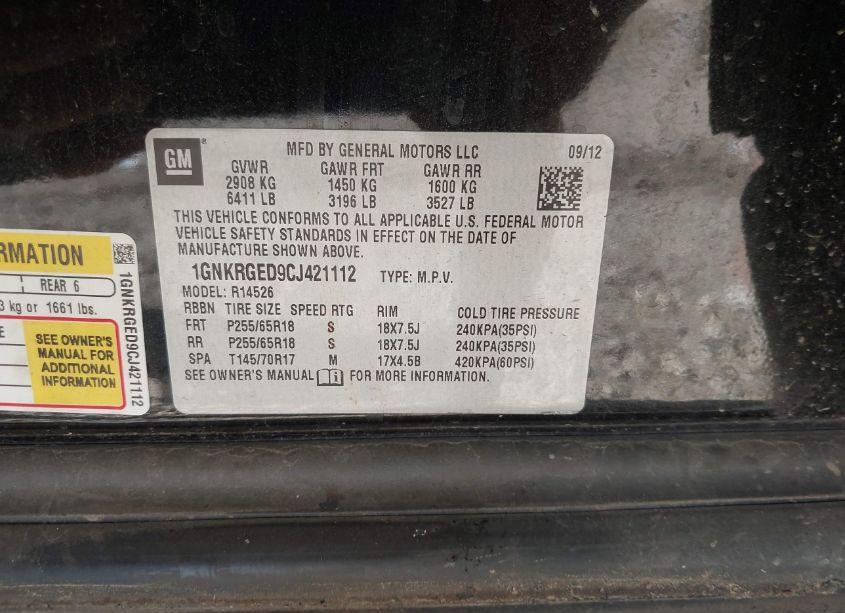 GM
MFD BY GENERAL MOTORS LLC 09/12
GVWR GAWR FRT GAWR RR
2908 KG 1450 KG 1600 KG
6411 LB 3196 LB 3527 LB
THIS VEHICLE CONFORMS TO ALL APPLICABLE U.S. FEDERAL MOTOR
VEHICLE SAFETY STANDARDS IN EFFECT ON THE DATE OF
MANUFACTURE SHOWN ABOVE.
1GNKRGED9CJ421112 TYPE: M.P.V.
MODEL: R14526
RBBN TIRE SIZE SPEED RTG RIM COLD TIRE PRESSURE
FRT P255/65R18 S 18X7.5J 240KPA(35PSI)
RR P255/65R18 S 18X7.5J 240KPA(35PSI)
SPA T145/70R17 M 17X4.5B 420KPA(60PSI)
SEE OWNER'S MANUAL FOR MORE INFORMATION.
RMATION
REAR 6
3 kg or 1661 lbs.
SEE OWNER'S
MANUAL FOR
ADDITIONAL
INFORMATION
1GNKRGED9CJ421112